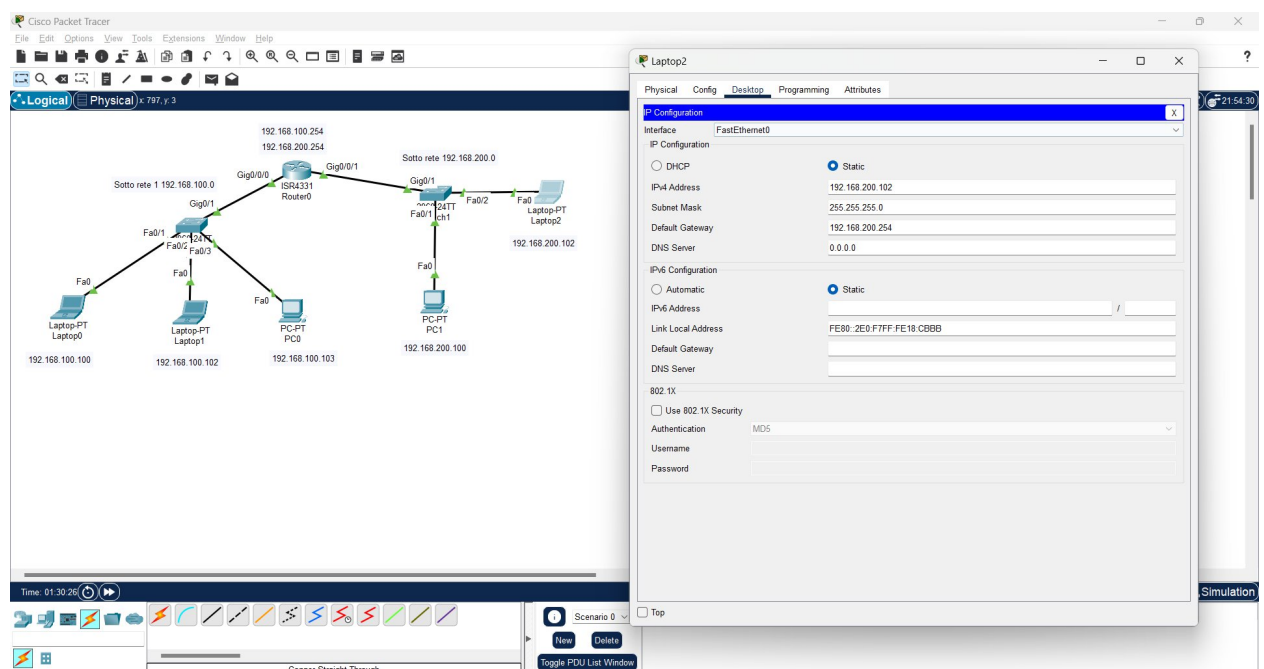 Cisco Packet Tracer
File Edit Options View Tools Extensions Window Help
?
Logical Physical x: 797, y: 3
21:54:30
192.168.100.254
192.168.200.254
Gig0/0/0
Gig0/0/1
ISR4331
Router0
Sotto rete 1 192.168.100.0
Sotto rete 192.168.200.0
Gig0/1
Gig0/1
Fa0/1
Fa0/2
Fa0/3
24TT
Fa0/1
Fa0/2
Fa0
Laptop-PT
Laptop2
192.168.200.102
Fa0
Fa0
Fa0
Fa0
Laptop-PT
Laptop0
Laptop-PT
Laptop1
PC-PT
PC0
PC-PT
PC1
192.168.100.100
192.168.100.102
192.168.100.103
192.168.200.100
Time: 01:30:26
Scenario 0
New Delete
Toggle PDU List Window
Simulation
Laptop2
Physical Config Desktop Programming Attributes
IP Configuration X
Interface FastEthernet0
IP Configuration
DHCP Static
IPv4 Address 192.168.200.102
Subnet Mask 255.255.255.0
Default Gateway 192.168.200.254
DNS Server 0.0.0.0
IPv6 Configuration
Automatic Static
IPv6 Address /
Link Local Address FE80::2E0:F7FF:FE18:CBBB
Default Gateway
DNS Server
802.1X
Use 802.1X Security
Authentication MD5
Username
Password
Top